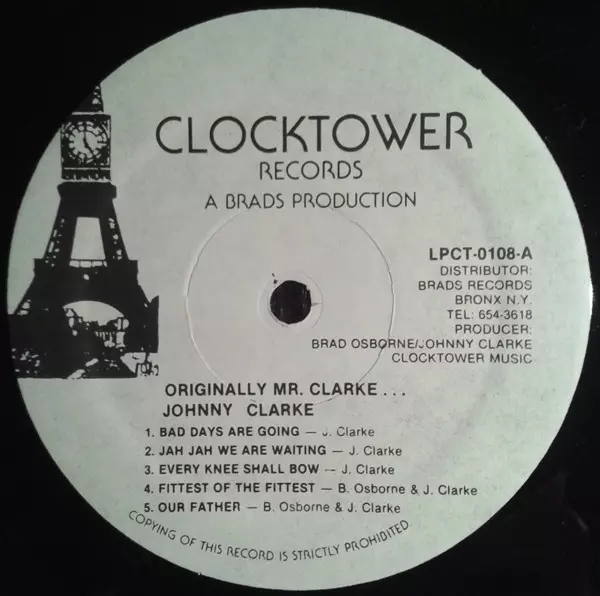 CLOCKTOWER
RECORDS
A BRADS PRODUCTION
LPCT-0108-A
DISTRIBUTOR:
BRADS RECORDS
BRONX N.Y.
TEL: 654-3618
PRODUCER:
BRAD OSBORNE/JOHNNY CLARKE
CLOCKTOWER MUSIC
ORIGINALLY MR. CLARKE...
JOHNNY CLARKE
1. BAD DAYS ARE GOING — J. Clarke
2. JAH JAH WE ARE WAITING — J. Clarke
3. EVERY KNEE SHALL BOW — J. Clarke
4. FITTEST OF THE FITTEST — B. Osborne & J. Clarke
5. OUR FATHER — B. Osborne & J. Clarke
COPYING OF THIS RECORD IS STRICTLY PROHIBITED